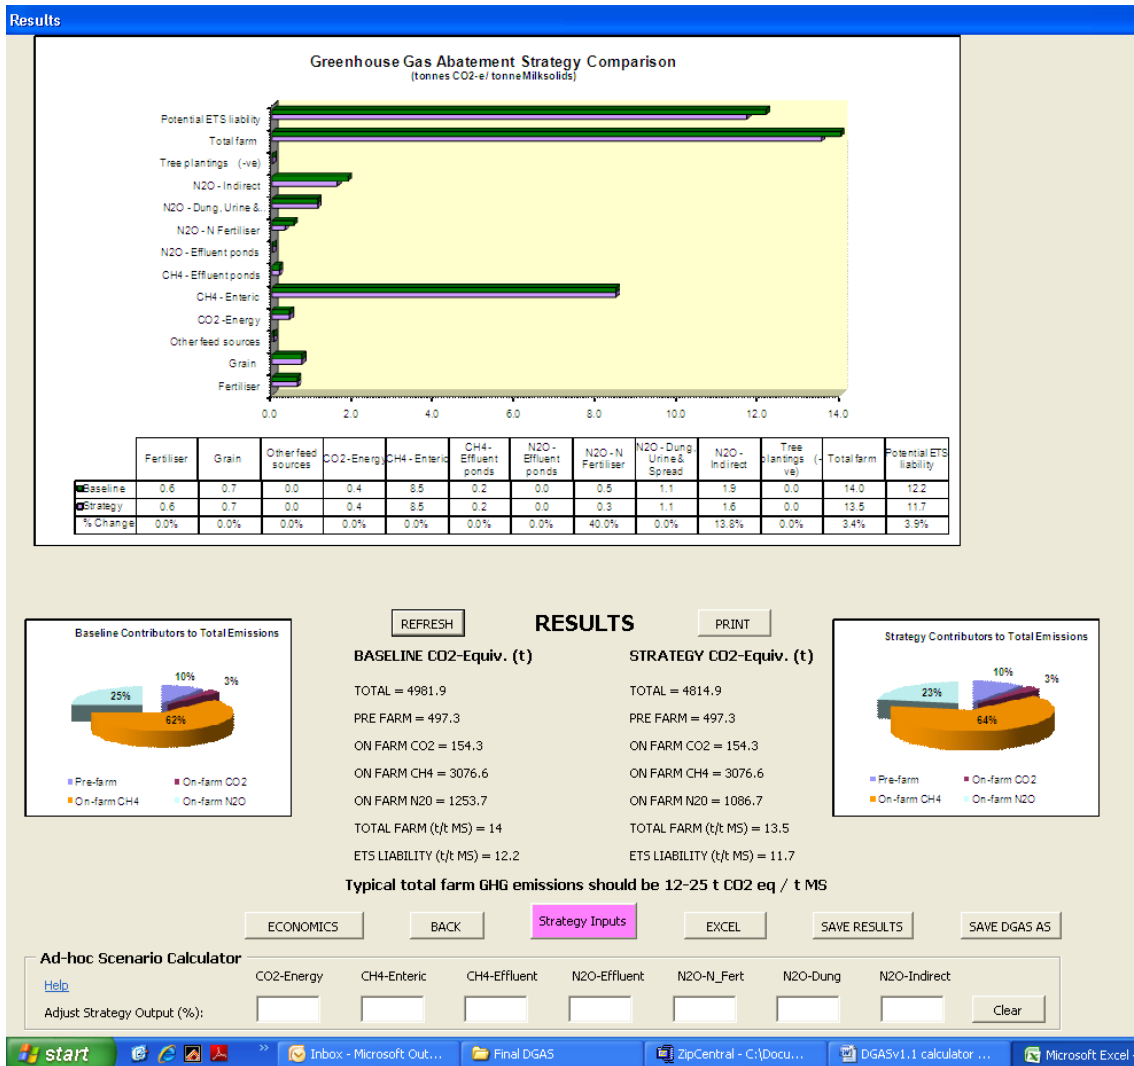 Results
Greenhouse Gas Abatement Strategy Comparison
(tonnes CO2-e/ tonne Milksolids)
Potential ETS liability
Total farm
Tree plantings (-ve)
N2O - Indirect
N2O - Dung, Urine &..
N2O - N Fertiliser
N2O - Effluent ponds
CH4 - Effluent ponds
CH4 - Enteric
CO2 - Energy
Other feed sources
Grain
Fertiliser
0.0 2.0 4.0 6.0 8.0 10.0 12.0 14.0
Fertiliser Grain Other feed sources CO2 - Energy CH4 - Enteric CH4 - Effluent ponds N2O - Effluent ponds N2O - N Fertiliser N2O - Dung, Urine & Spread N2O - Indirect Tree plantings (-ve) Total farm Potential ETS liability
Baseline 0.6 0.7 0.0 0.4 8.5 0.2 0.0 0.5 1.1 1.9 0.0 14.0 12.2
Strategy 0.6 0.7 0.0 0.4 8.5 0.2 0.0 0.3 1.1 1.6 0.0 13.5 11.7
% Change 0.0% 0.0% 0.0% 0.0% 0.0% 0.0% 0.0% 40.0% 0.0% 13.8% 0.0% 3.4% 3.9%
Baseline Contributors to Total Emissions
10%
3%
25%
62%
Pre-farm On-farm CO2
On-farm CH4 On-farm N2O
REFRESH RESULTS PRINT
BASELINE CO2-Equiv. (t)
TOTAL = 4981.9
PRE FARM = 497.3
ON FARM CO2 = 154.3
ON FARM CH4 = 3076.6
ON FARM N20 = 1253.7
TOTAL FARM (t/t MS) = 14
ETS LIABILITY (t/t MS) = 12.2
STRATEGY CO2-Equiv. (t)
TOTAL = 4814.9
PRE FARM = 497.3
ON FARM CO2 = 154.3
ON FARM CH4 = 3076.6
ON FARM N20 = 1086.7
TOTAL FARM (t/t MS) = 13.5
ETS LIABILITY (t/t MS) = 11.7
Strategy Contributors to Total Emissions
10%
3%
23%
64%
Pre-farm On-farm CO2
On-farm CH4 On-farm N2O
Typical total farm GHG emissions should be 12-25 t CO2 eq / t MS
ECONOMICS BACK Strategy Inputs EXCEL SAVE RESULTS SAVE DGAS AS
Ad-hoc Scenario Calculator
CO2-Energy CH4-Enteric CH4-Effluent N2O-Effluent N2O-N_Fert N2O-Dung N2O-Indirect
Help
Adjust Strategy Output (%): Clear
start » Inbox - Microsoft Out... Final DGAS ZipCentral - C:\Docu... DGASv1.1 calculator ... Microsoft Excel -